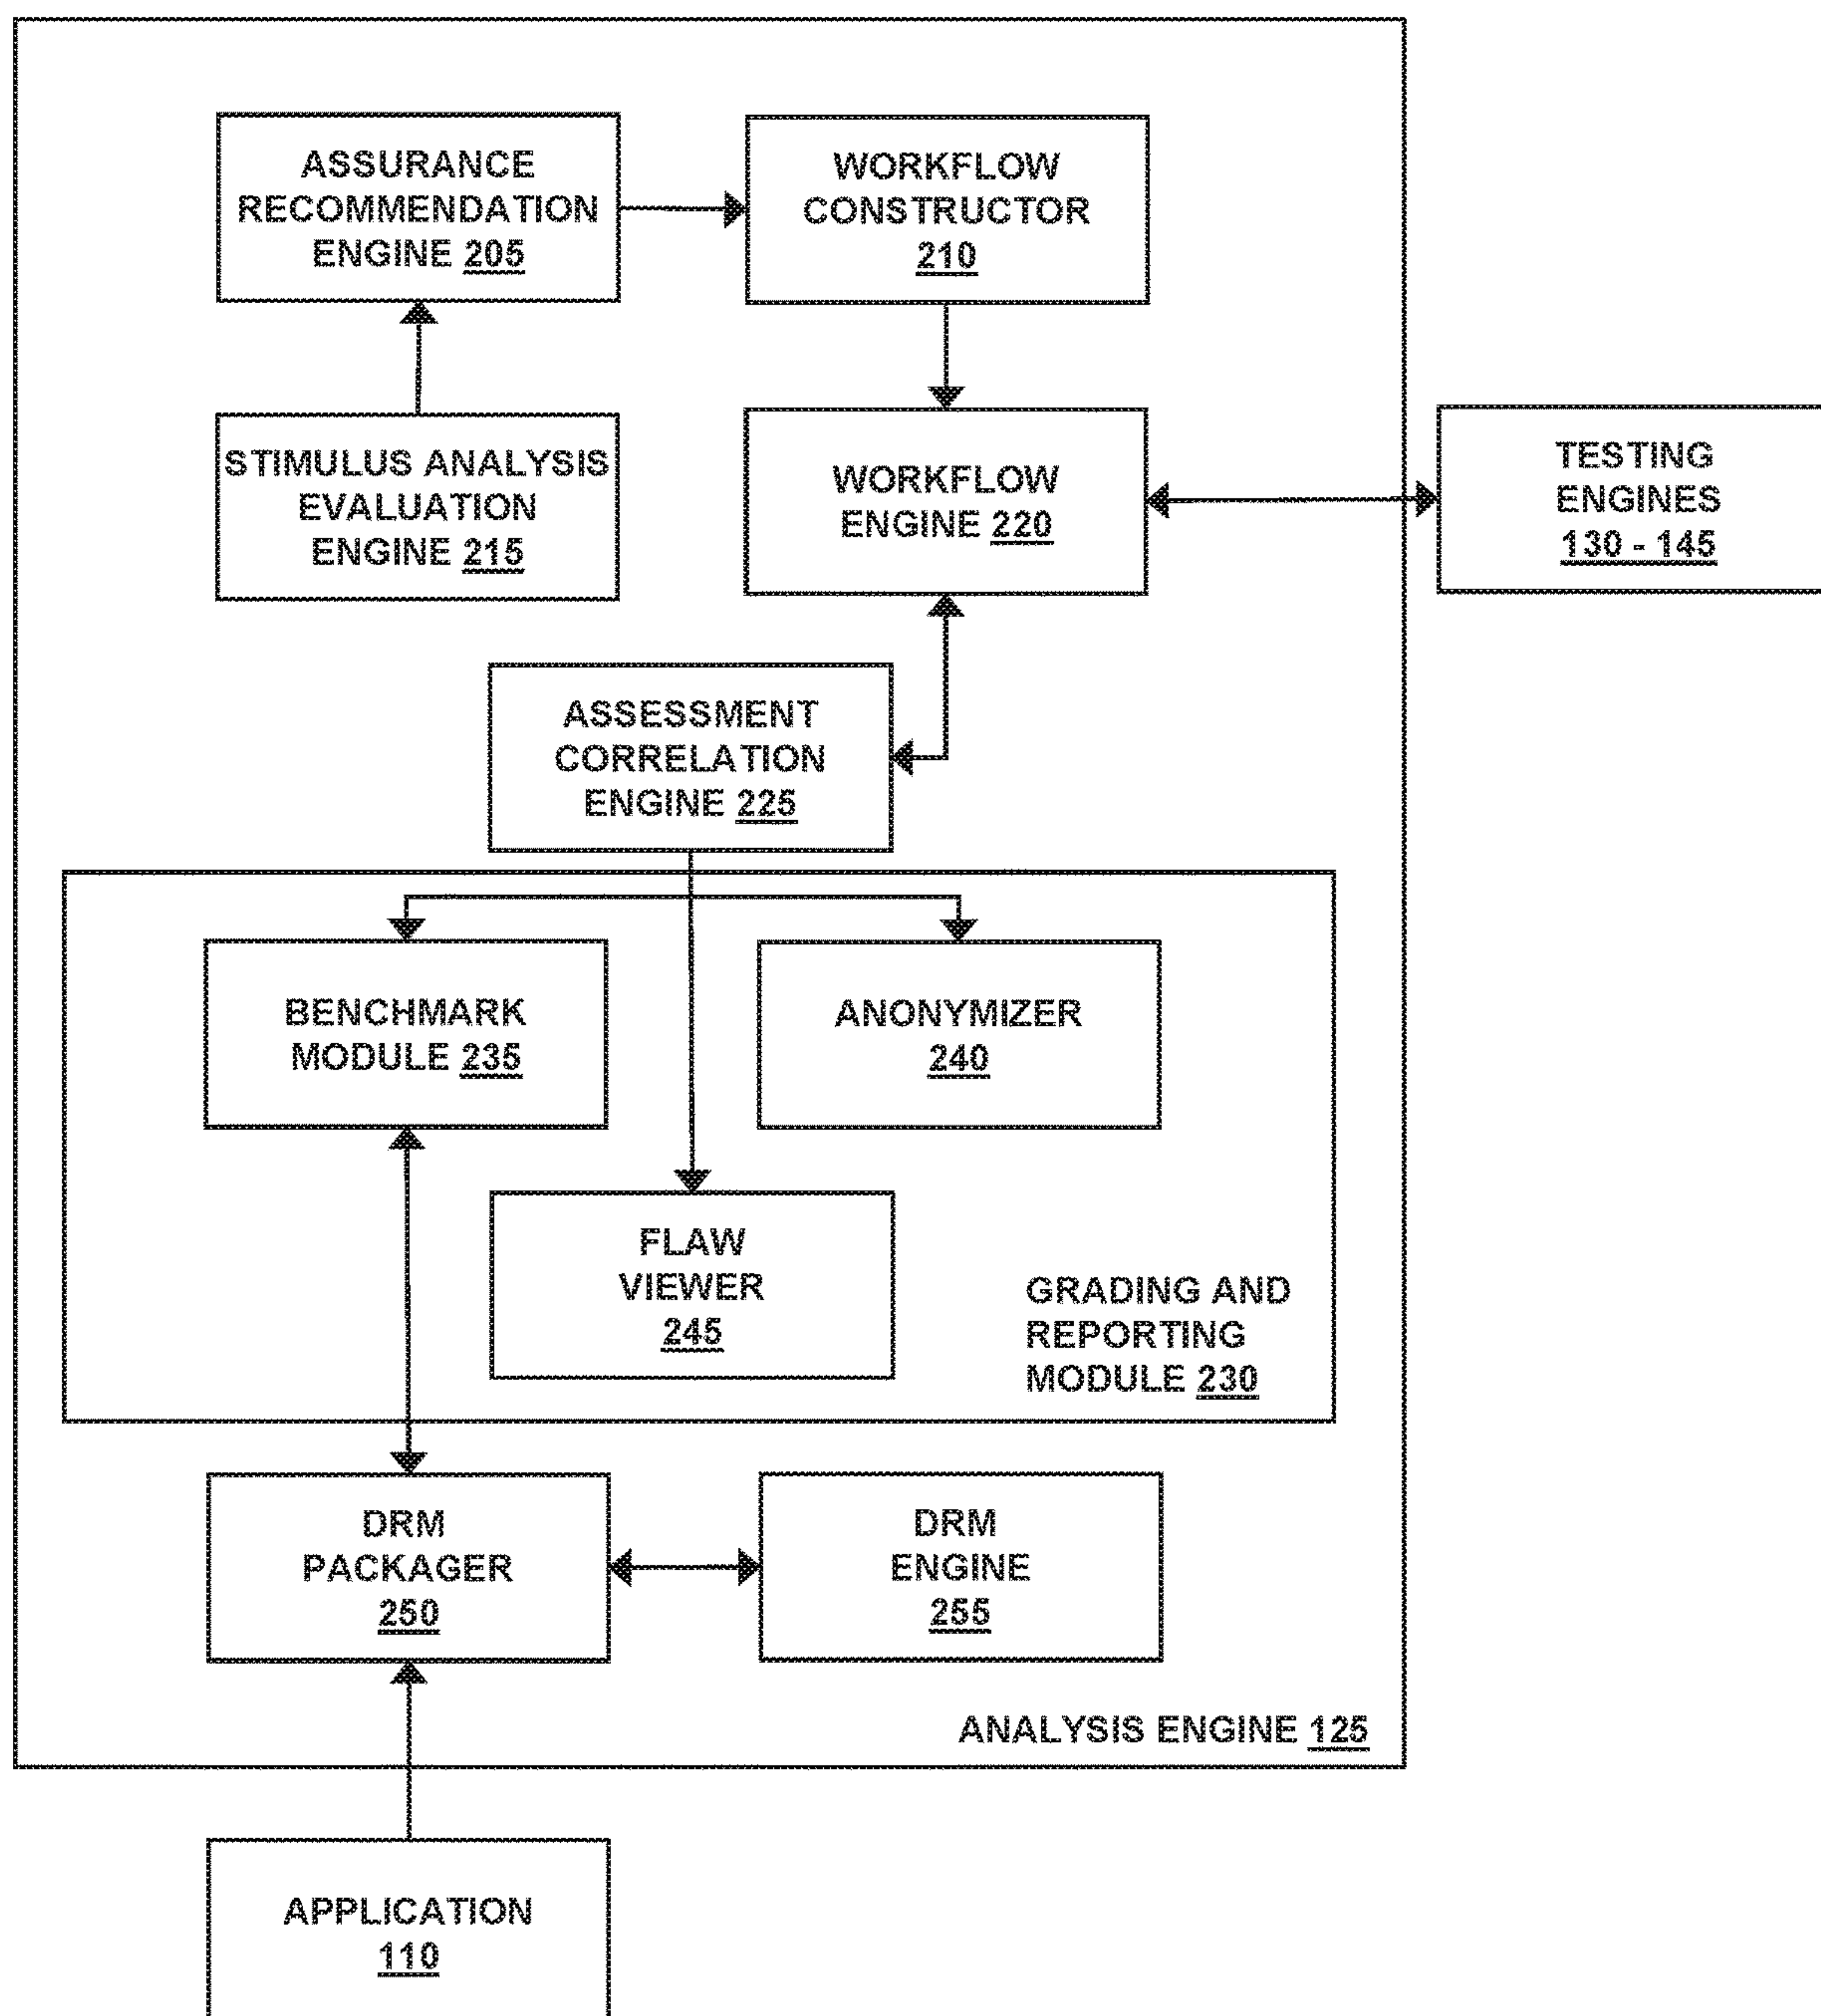 ASSURANCE
RECOMMENDATION
ENGINE 205
WORKFLOW
CONSTRUCTOR
210
STIMULUS ANALYSIS
EVALUATION
ENGINE 215
WORKFLOW
ENGINE 220
TESTING
ENGINES
130 - 145
ASSESSMENT
CORRELATION
ENGINE 225
BENCHMARK
MODULE 235
ANONYMIZER
240
FLAW
VIEWER
245
GRADING AND
REPORTING
MODULE 230
DRM
PACKAGER
250
DRM
ENGINE
255
ANALYSIS ENGINE 125
APPLICATION
110